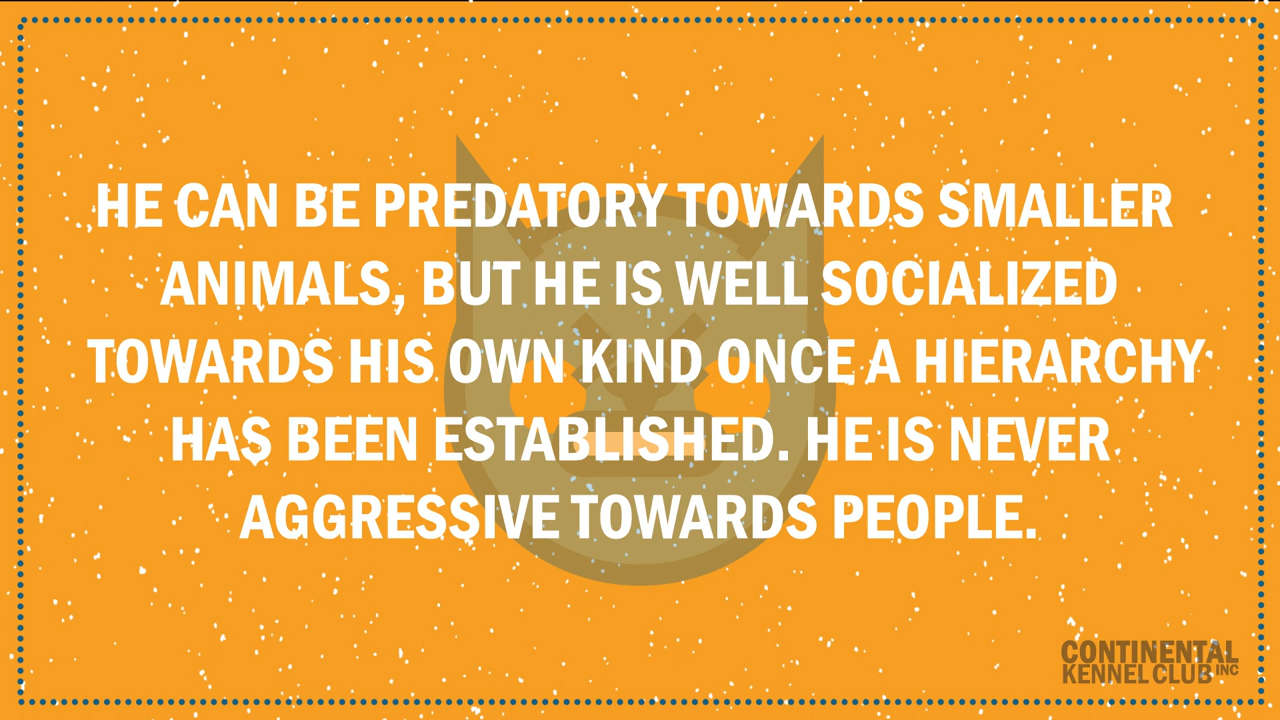 HE CAN BE PREDATORY TOWARDS SMALLER
ANIMALS, BUT HE IS WELL SOCIALIZED
TOWARDS HIS OWN KIND ONCE A HIERARCHY
HAS BEEN ESTABLISHED. HE IS NEVER
AGGRESSIVE TOWARDS PEOPLE.
CONTINENTAL
KENNEL CLUB INC